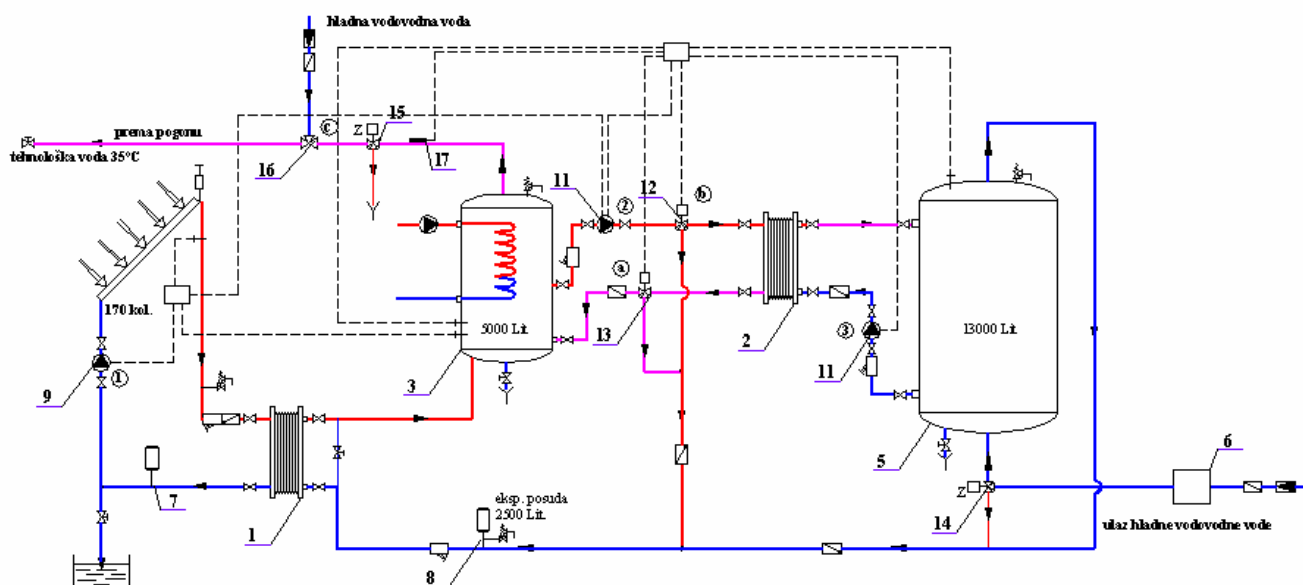 hladna vodovodna voda
15
Z
c
prema pogonu
tehnološka voda 35°C
16
17
11
2
12
b
a
170 kol.
5000 Lit.
13000 Lit.
13
2
3
11
9
1
3
5
6
7
eksp. posuda
2500 Lit.
Z
14
ulaz hladne vodovodne vode
1
8